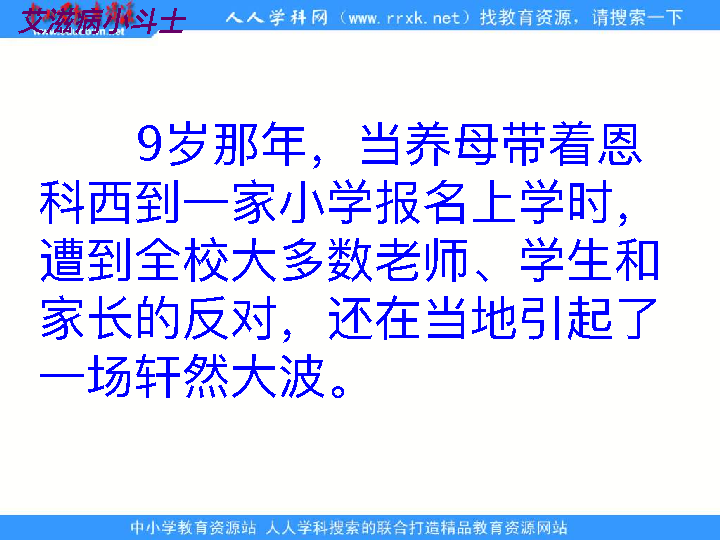 艾滋病小斗士
人人学科网（www.rrxk.net）找教育资源，请搜索一下
9岁那年，当养母带着恩
科西到一家小学报名上学时，
遭到全校大多数老师、学生和
家长的反对，还在当地引起了
一场轩然大波。
中小学教育资源站 人人学科搜索的联合打造精品教育资源网站